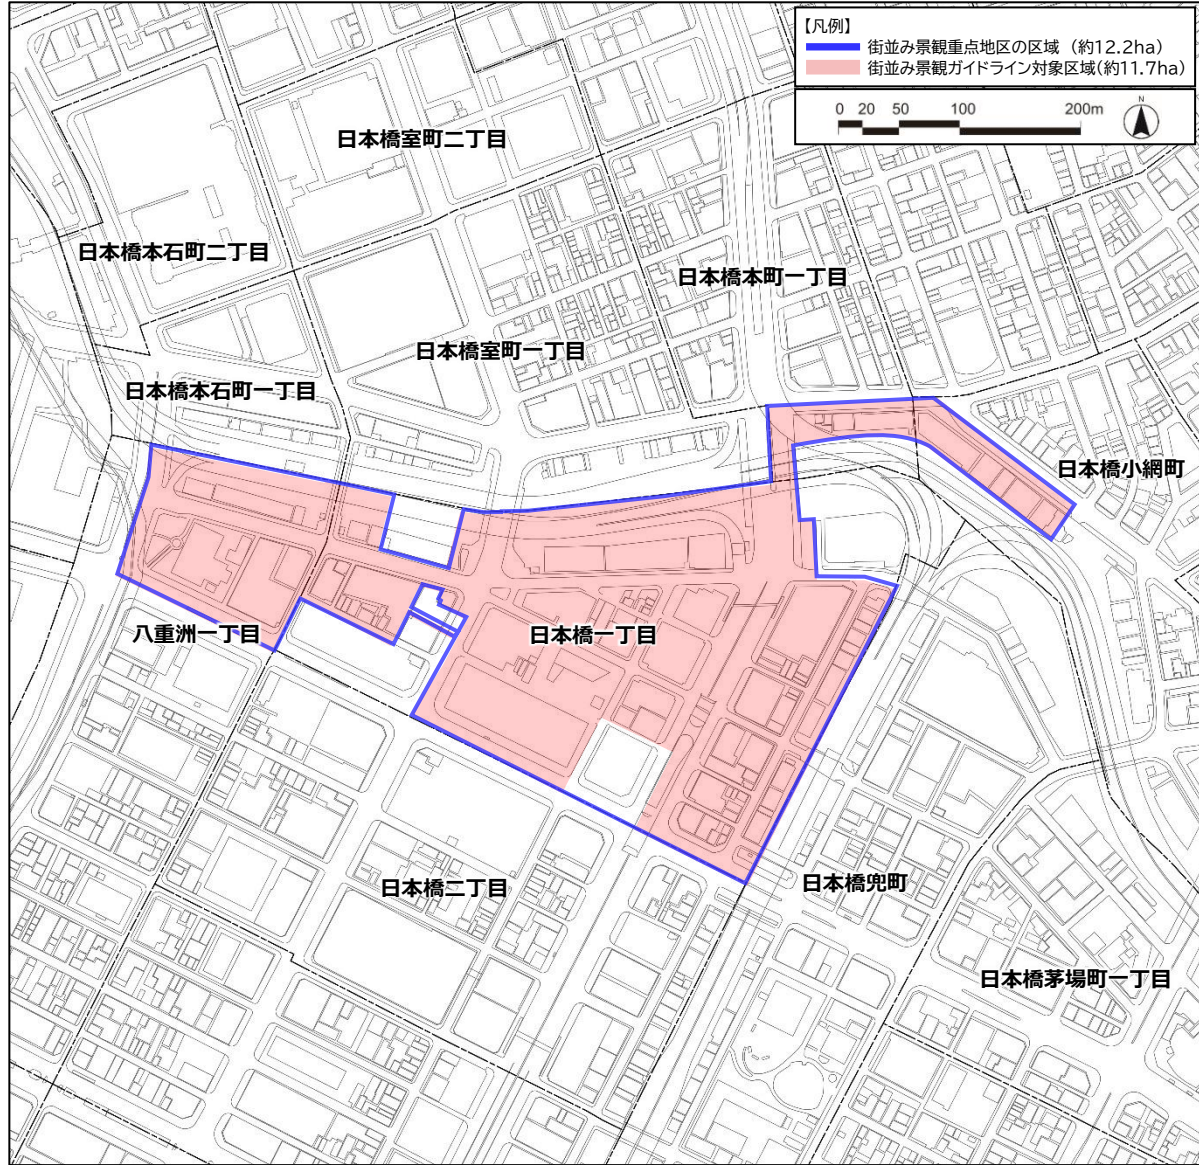 【凡例】
街並み景観重点地区の区域 (約12.2ha)
街並み景観ガイドライン対象区域(約11.7ha)
0 20 50 100 200m
N
日本橋室町二丁目
日本橋本石町二丁目
日本橋本町一丁目
日本橋室町一丁目
日本橋本石町一丁目
日本橋小網町
八重洲一丁目
日本橋一丁目
日本橋二丁目
日本橋兜町
日本橋茅場町一丁目